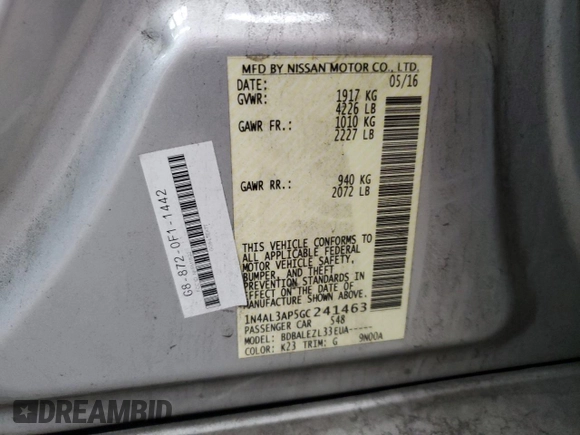 MFD BY NISSAN MOTOR CO., LTD.
DATE: 05/16
GVWR: 1917 KG
4226 LB
GAWR FR.: 1010 KG
2227 LB
GAWR RR.: 940 KG
2072 LB
THIS VEHICLE CONFORMS TO
ALL APPLICABLE FEDERAL
MOTOR VEHICLE SAFETY,
BUMPER, AND THEFT
PREVENTION STANDARDS IN
EFFECT ON THE DATE OF
MANUFACTURE SHOWN ABOVE.
1N4AL3AP5GC241463
PASSENGER CAR 548
MODEL: BDBALEZL33EUA-----
COLOR: K23 TRIM: G 9N00A
G8-872-0F1-1442
DREAMBID